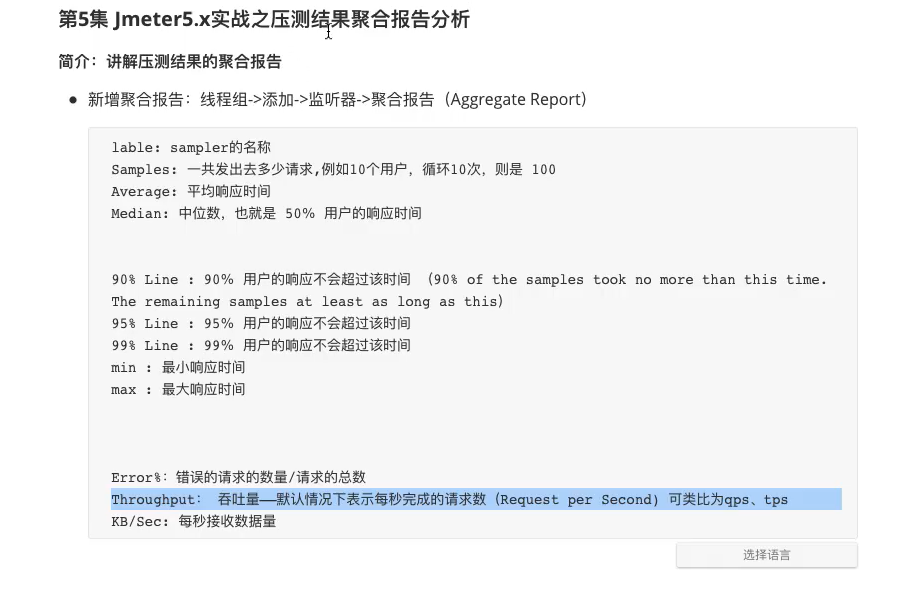 第5集 Jmeter5.x实战之压测结果聚合报告分析
简介：讲解压测结果的聚合报告
新增聚合报告：线程组->添加->监听器->聚合报告（Aggregate Report）
lable: sampler的名称
Samples: 一共发出去多少请求,例如10个用户，循环10次，则是 100
Average: 平均响应时间
Median: 中位数，也就是 50% 用户的响应时间
90% Line : 90% 用户的响应不会超过该时间 （90% of the samples took no more than this time.
The remaining samples at least as long as this）
95% Line : 95% 用户的响应不会超过该时间
99% Line : 99% 用户的响应不会超过该时间
min : 最小响应时间
max : 最大响应时间
Error%：错误的请求的数量/请求的总数
Throughput： 吞吐量——默认情况下表示每秒完成的请求数（Request per Second) 可类比为qps、tps
KB/Sec: 每秒接收数据量
选择语言